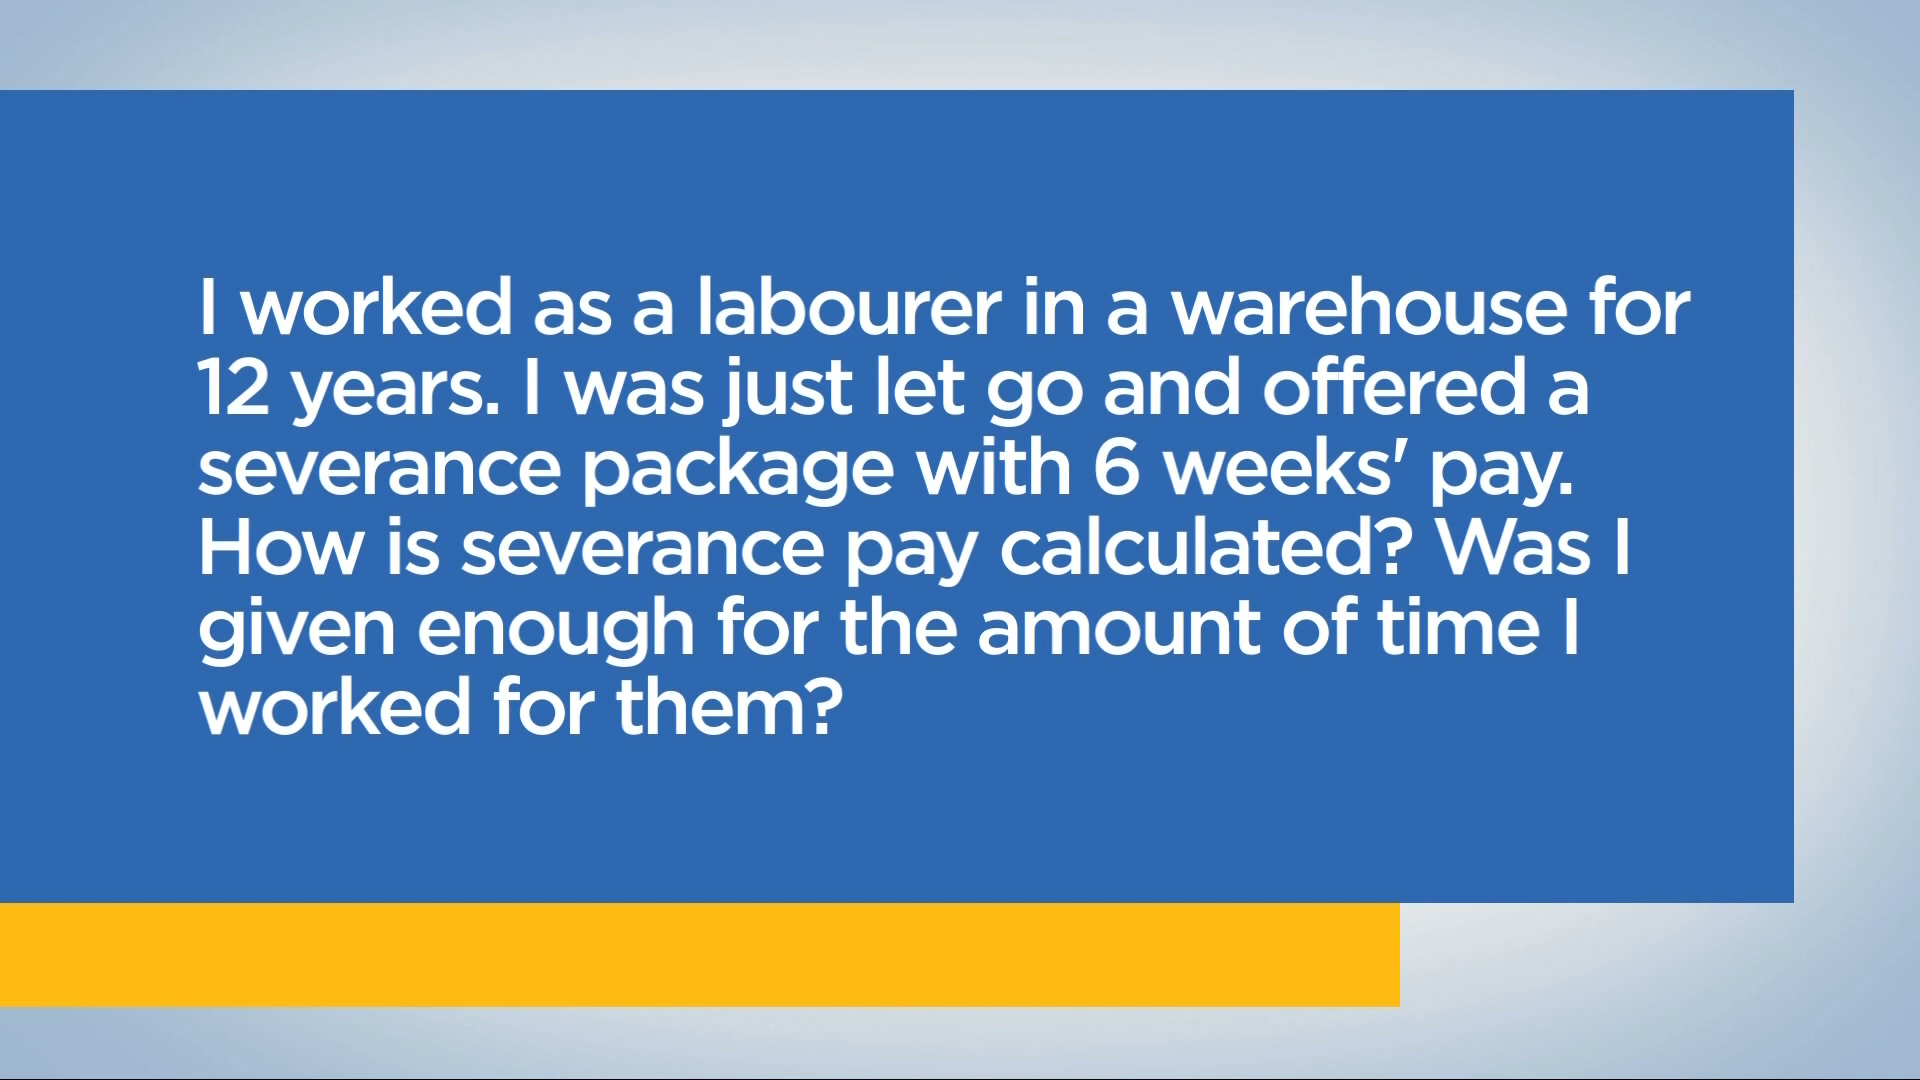 I worked as a labourer in a warehouse for
12 years. I was just let go and offered a
severance package with 6 weeks' pay.
How is severance pay calculated? Was I
given enough for the amount of time I
worked for them?